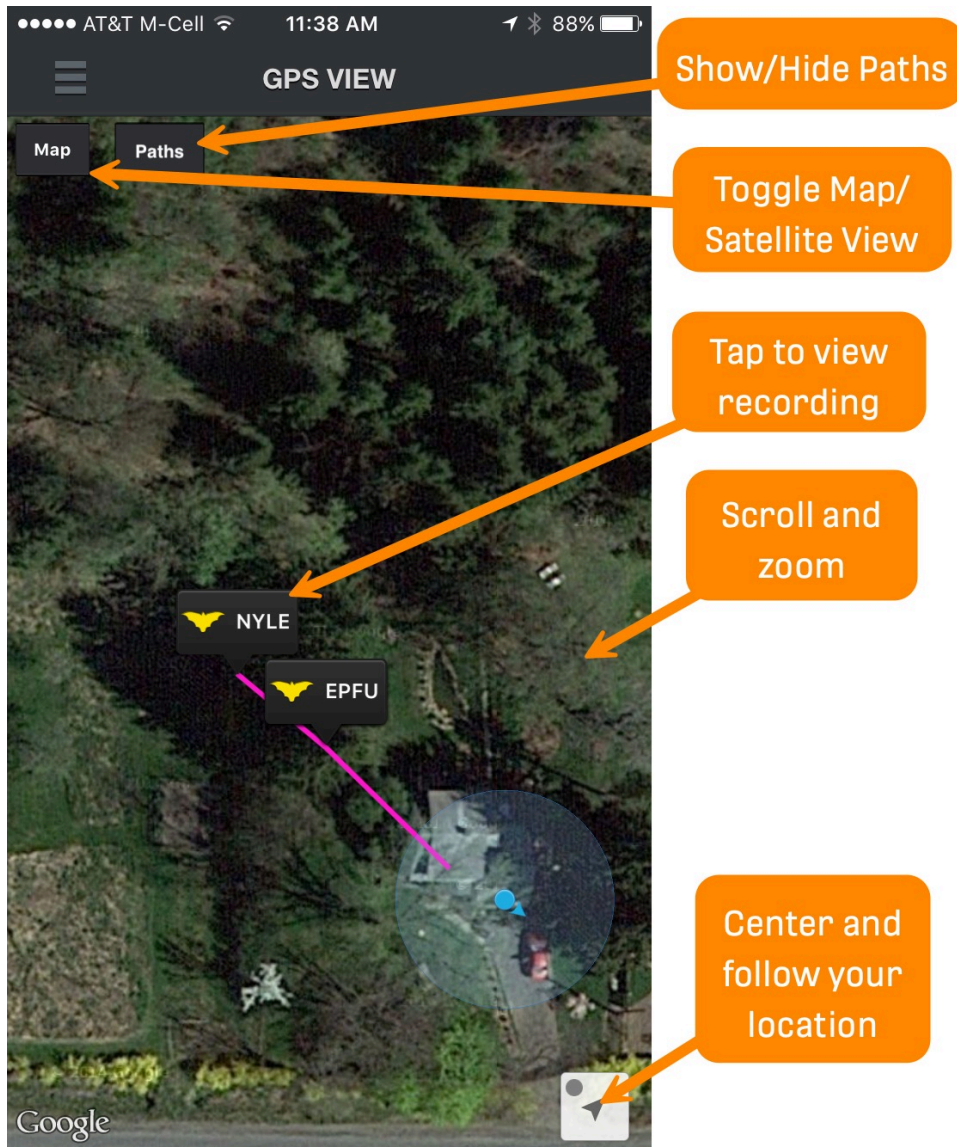 ●●●●● AT&T M-Cell 11:38 AM 88%
GPS VIEW
Show/Hide Paths
Map
Paths
Toggle Map/
Satellite View
Tap to view
recording
Scroll and
zoom
NYLE
EPFU
Center and
follow your
location
Google